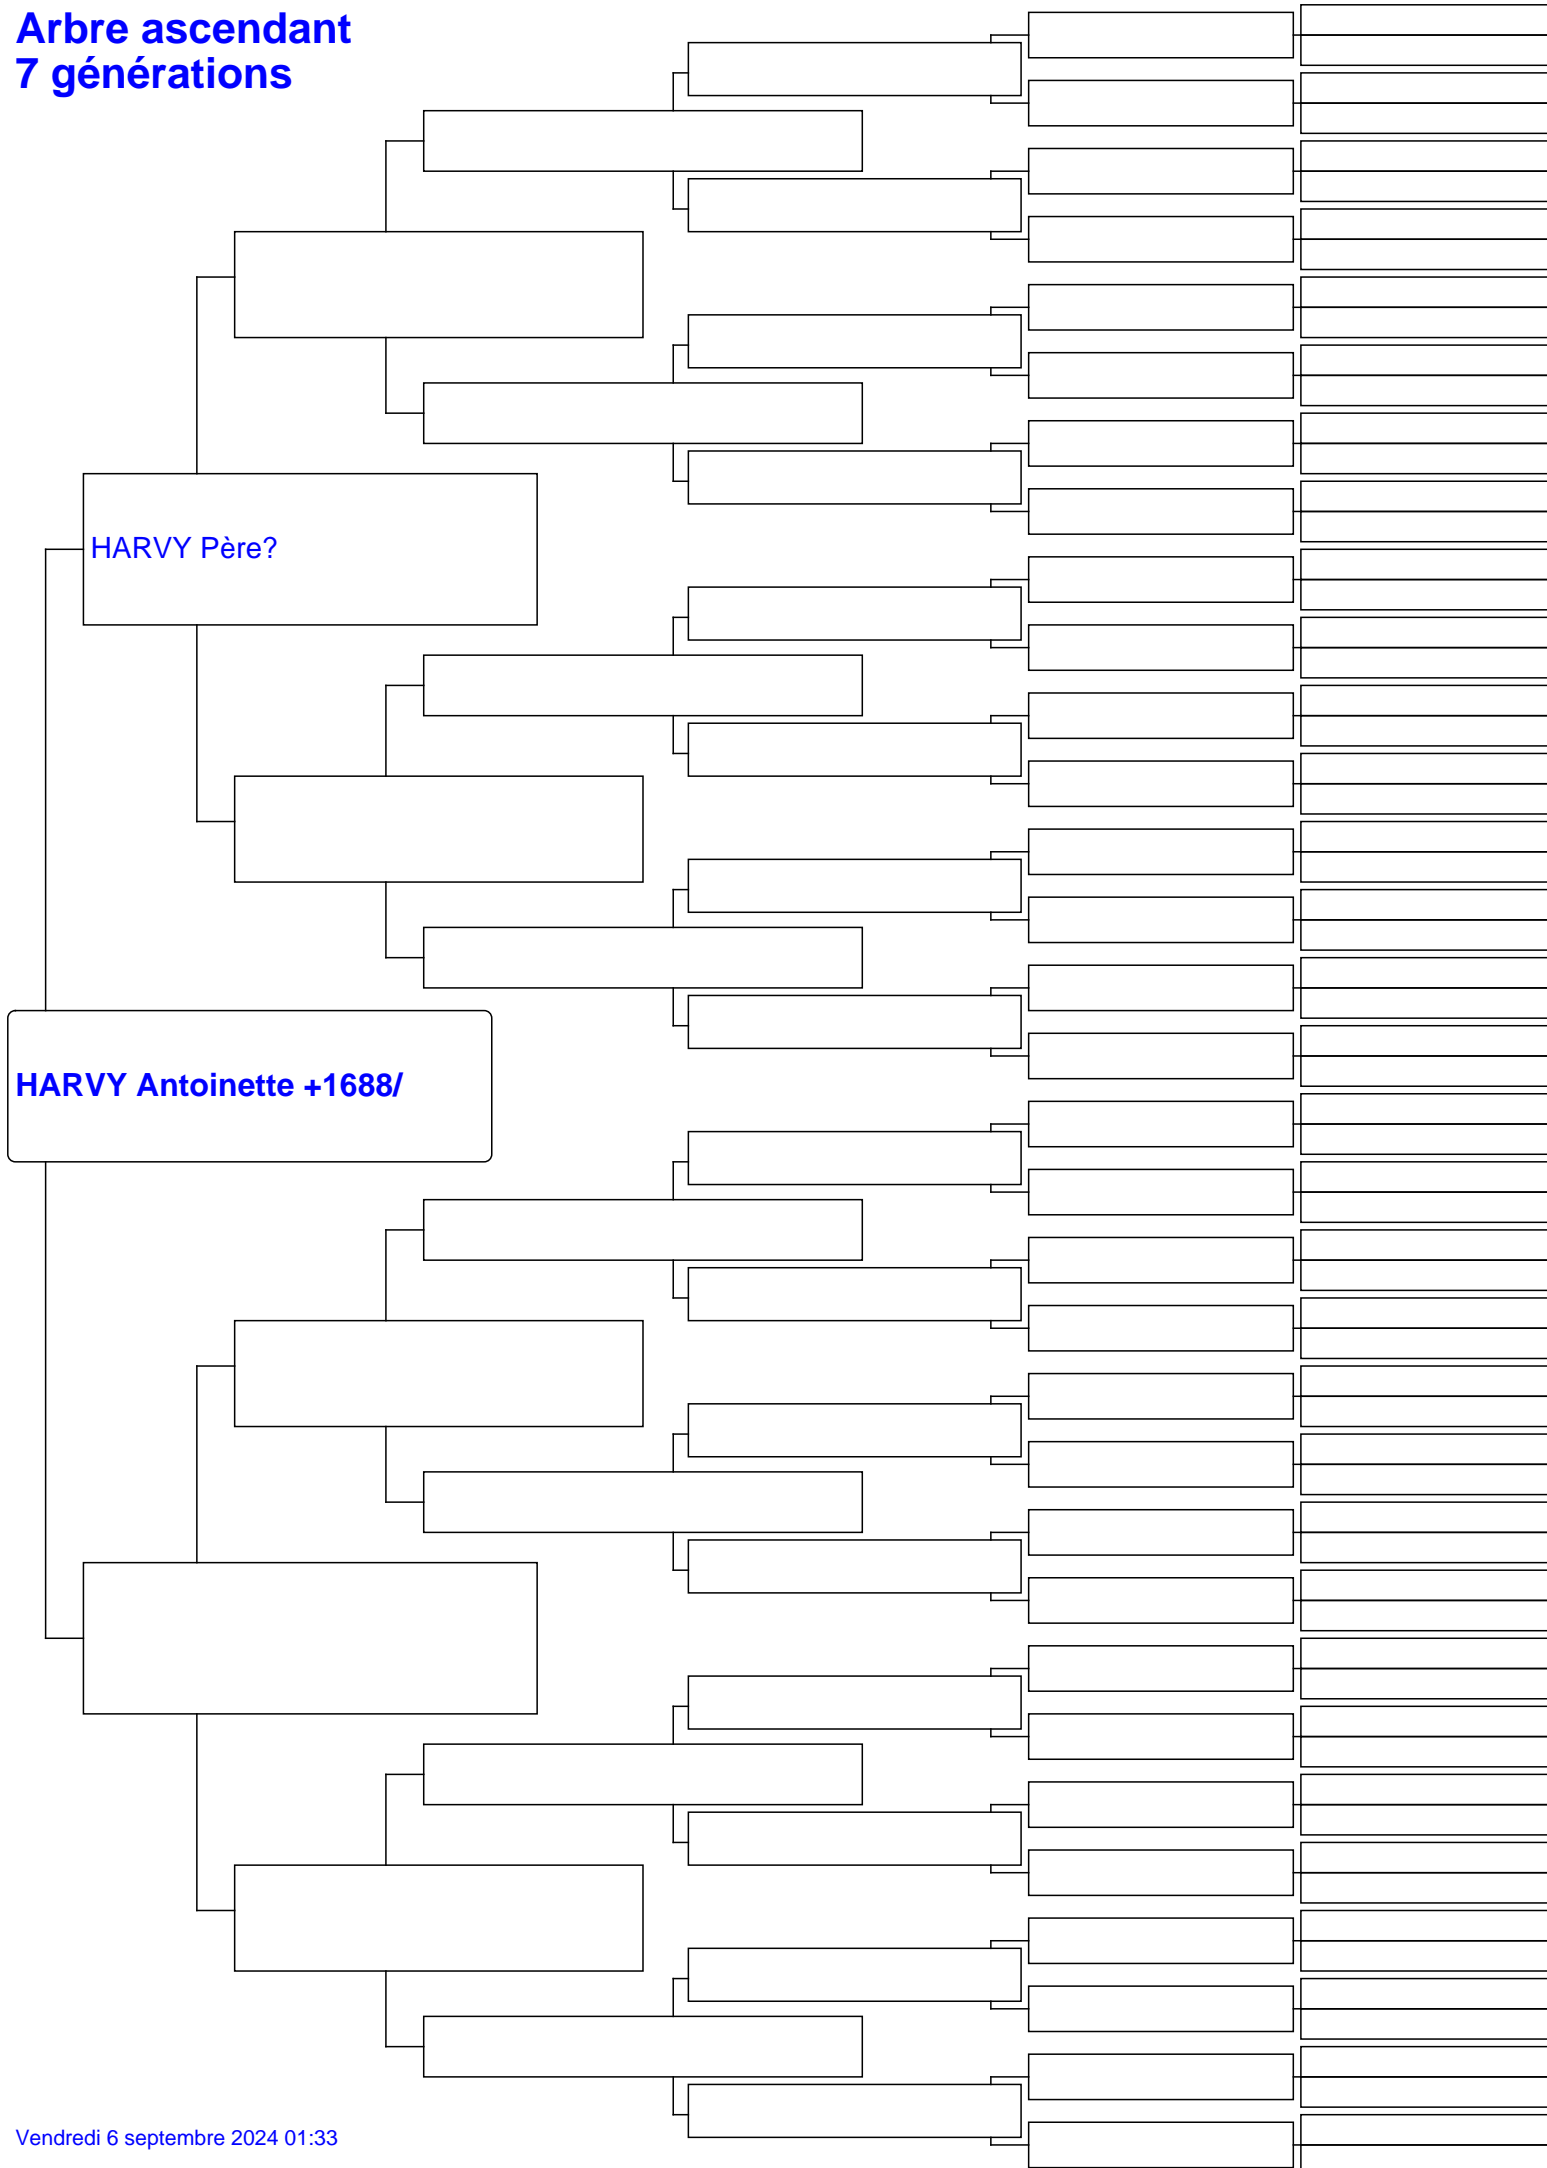 Arbre ascendant
7 générations
HARVY Père?
HARVY Antoinette +1688/
Vendredi 6 septembre 2024 01:33